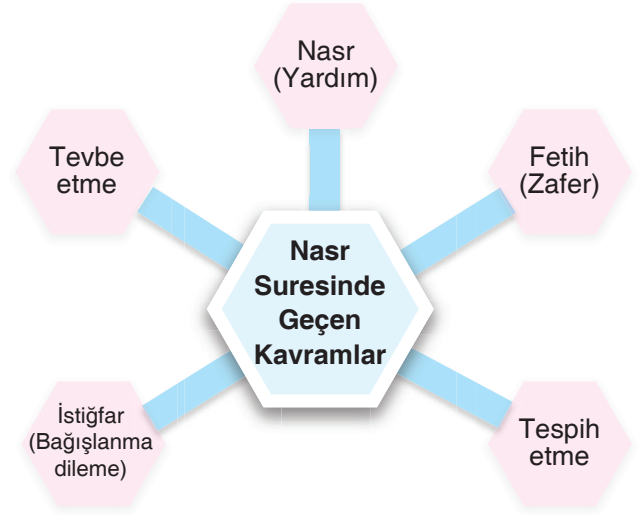 Nasr
(Yardım)
Tevbe
etme
Fetih
(Zafer)
Nasr
Suresinde
Geçen
Kavramlar
İstiğfar
(Bağışlanma
dileme)
Tespih
etme